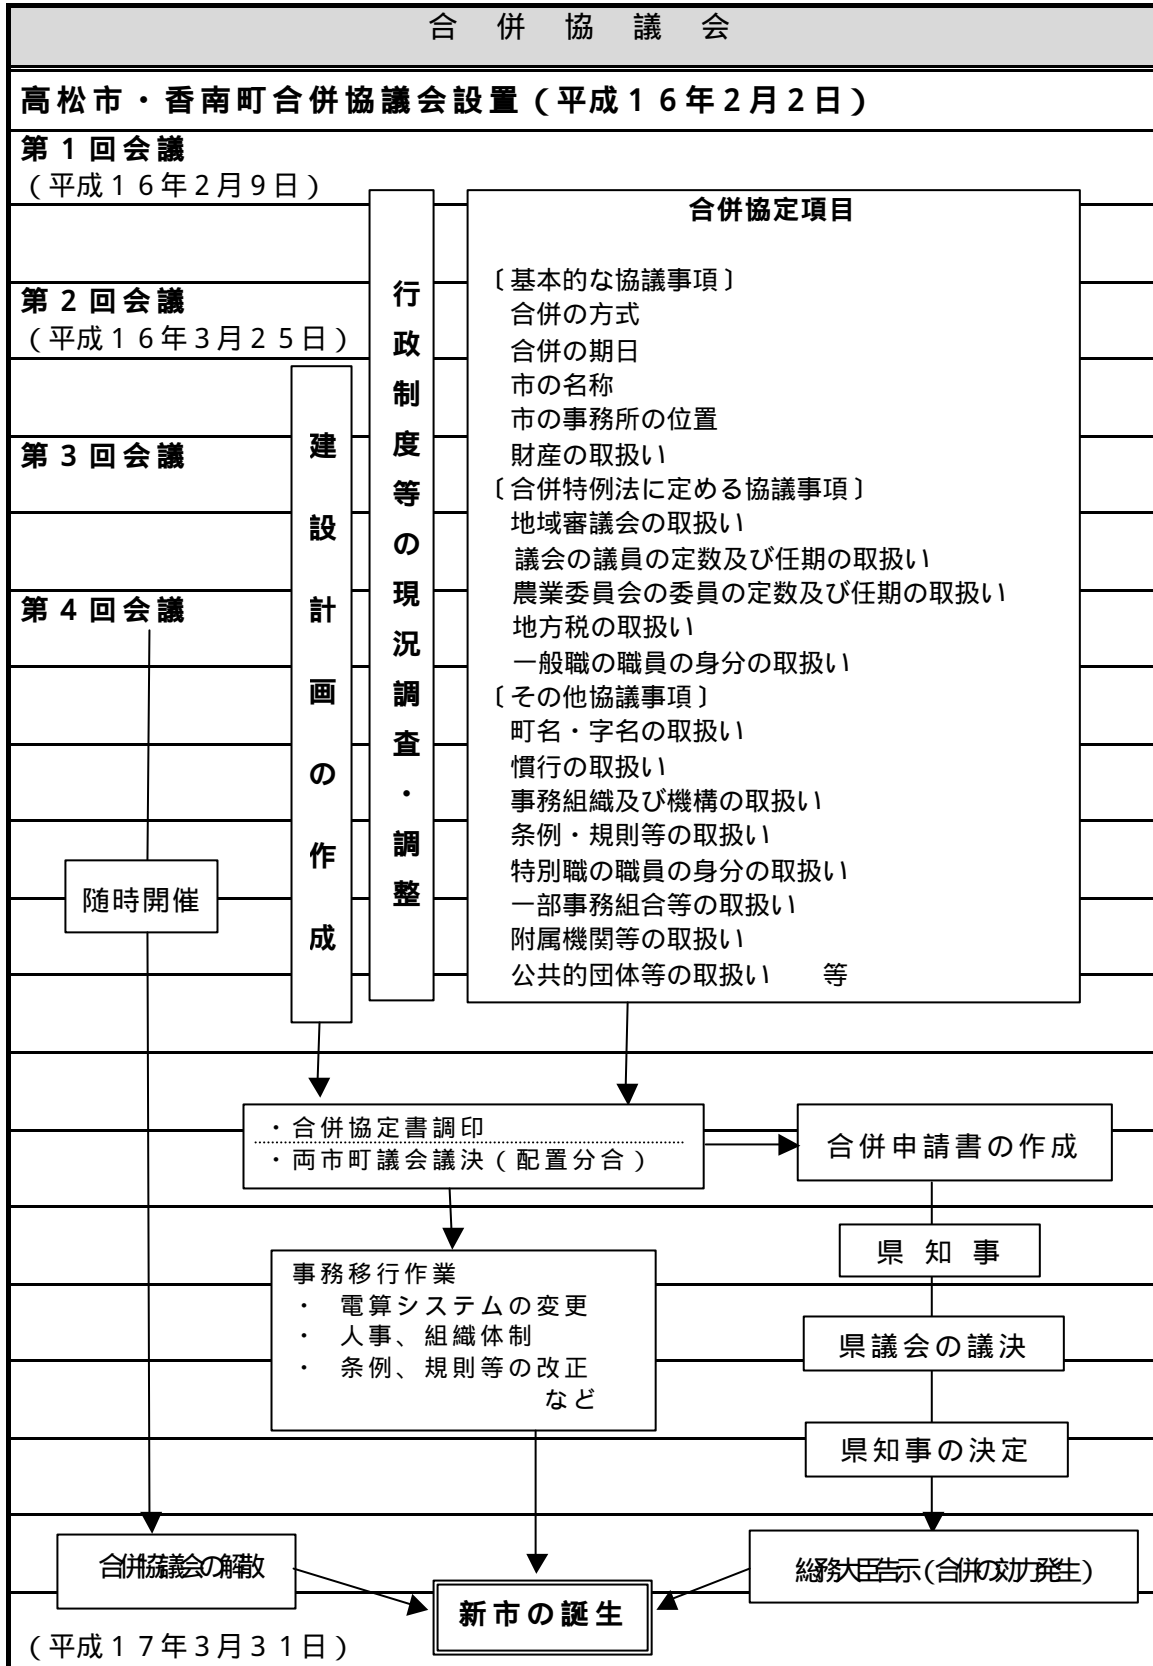 合併協議会
高松市・香南町合併協議会設置（平成１６年２月２日）
第１回会議
（平成１６年２月９日）
第２回会議
（平成１６年３月２５日）
第３回会議
第４回会議
随時開催
建設計画の作成
行政制度等の現況調査・調整
合併協定項目
〔基本的な協議事項〕
合併の方式
合併の期日
市の名称
市の事務所の位置
財産の取扱い
〔合併特例法に定める協議事項〕
地域審議会の取扱い
議会の議員の定数及び任期の取扱い
農業委員会の委員の定数及び任期の取扱い
地方税の取扱い
一般職の職員の身分の取扱い
〔その他協議事項〕
町名・字名の取扱い
慣行の取扱い
事務組織及び機構の取扱い
条例・規則等の取扱い
特別職の職員の身分の取扱い
一部事務組合等の取扱い
附属機関等の取扱い
公共的団体等の取扱い　　等
・合併協定書調印
・両市町議会議決（配置分合）
合併申請書の作成
県知事
事務移行作業
・　電算システムの変更
・　人事、組織体制
・　条例、規則等の改正
など
県議会の議決
県知事の決定
合併協議会の解散
総務大臣告示(合併の効力発生)
新市の誕生
（平成１７年３月３１日）